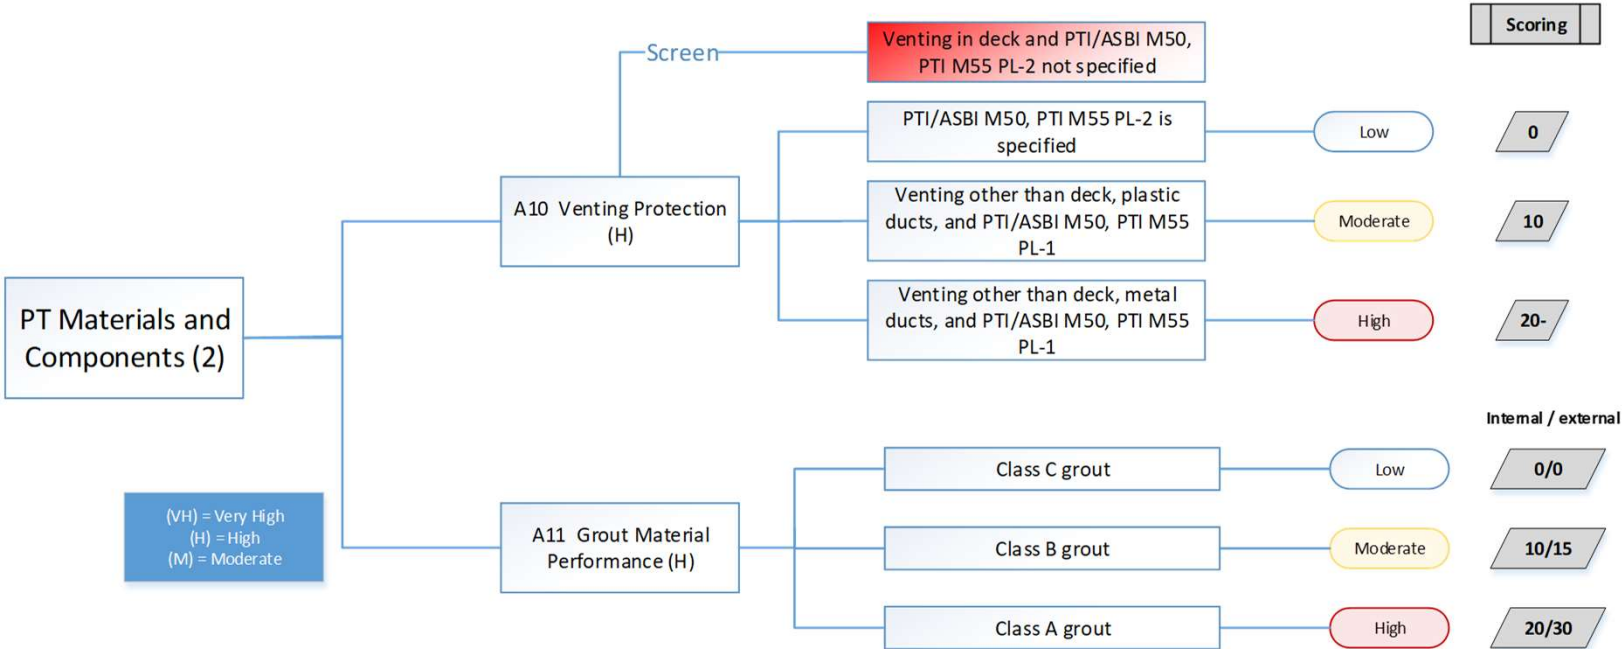 Scoring
Screen
Venting in deck and PTI/ASBI M50,
PTI M55 PL-2 not specified
PTI/ASBI M50, PTI M55 PL-2 is
specified
Low
0
A10 Venting Protection
(H)
Venting other than deck, plastic
ducts, and PTI/ASBI M50, PTI M55
PL-1
Moderate
10
Venting other than deck, metal
ducts, and PTI/ASBI M50, PTI M55
PL-1
High
20-
PT Materials and
Components (2)
Internal / external
Class C grout
Low
0/0
(VH) = Very High
(H) = High
(M) = Moderate
A11 Grout Material
Performance (H)
Class B grout
Moderate
10/15
Class A grout
High
20/30